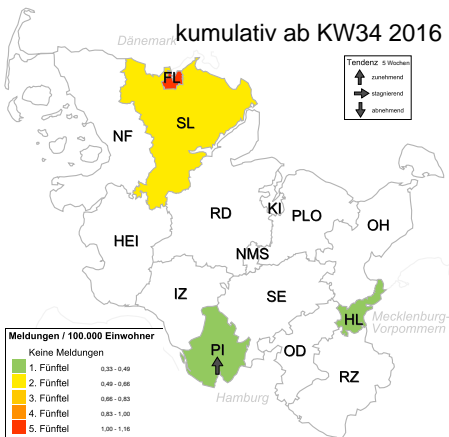 kumulativ ab KW34 2016
Dänemark
Tendenz 5 Wochen
zunehmend
stagnierend
abnehmend
FL
SL
NF
RD
KI
PLO
OH
HEI
NMS
IZ
SE
HL
Mecklenburg-
Vorpommern
PI
OD
RZ
Hamburg
Meldungen / 100.000 Einwohner
Keine Meldungen
1. Fünftel 0,33 - 0,49
2. Fünftel 0,49 - 0,66
3. Fünftel 0,66 - 0,83
4. Fünftel 0,83 - 1,00
5. Fünftel 1,00 - 1,16